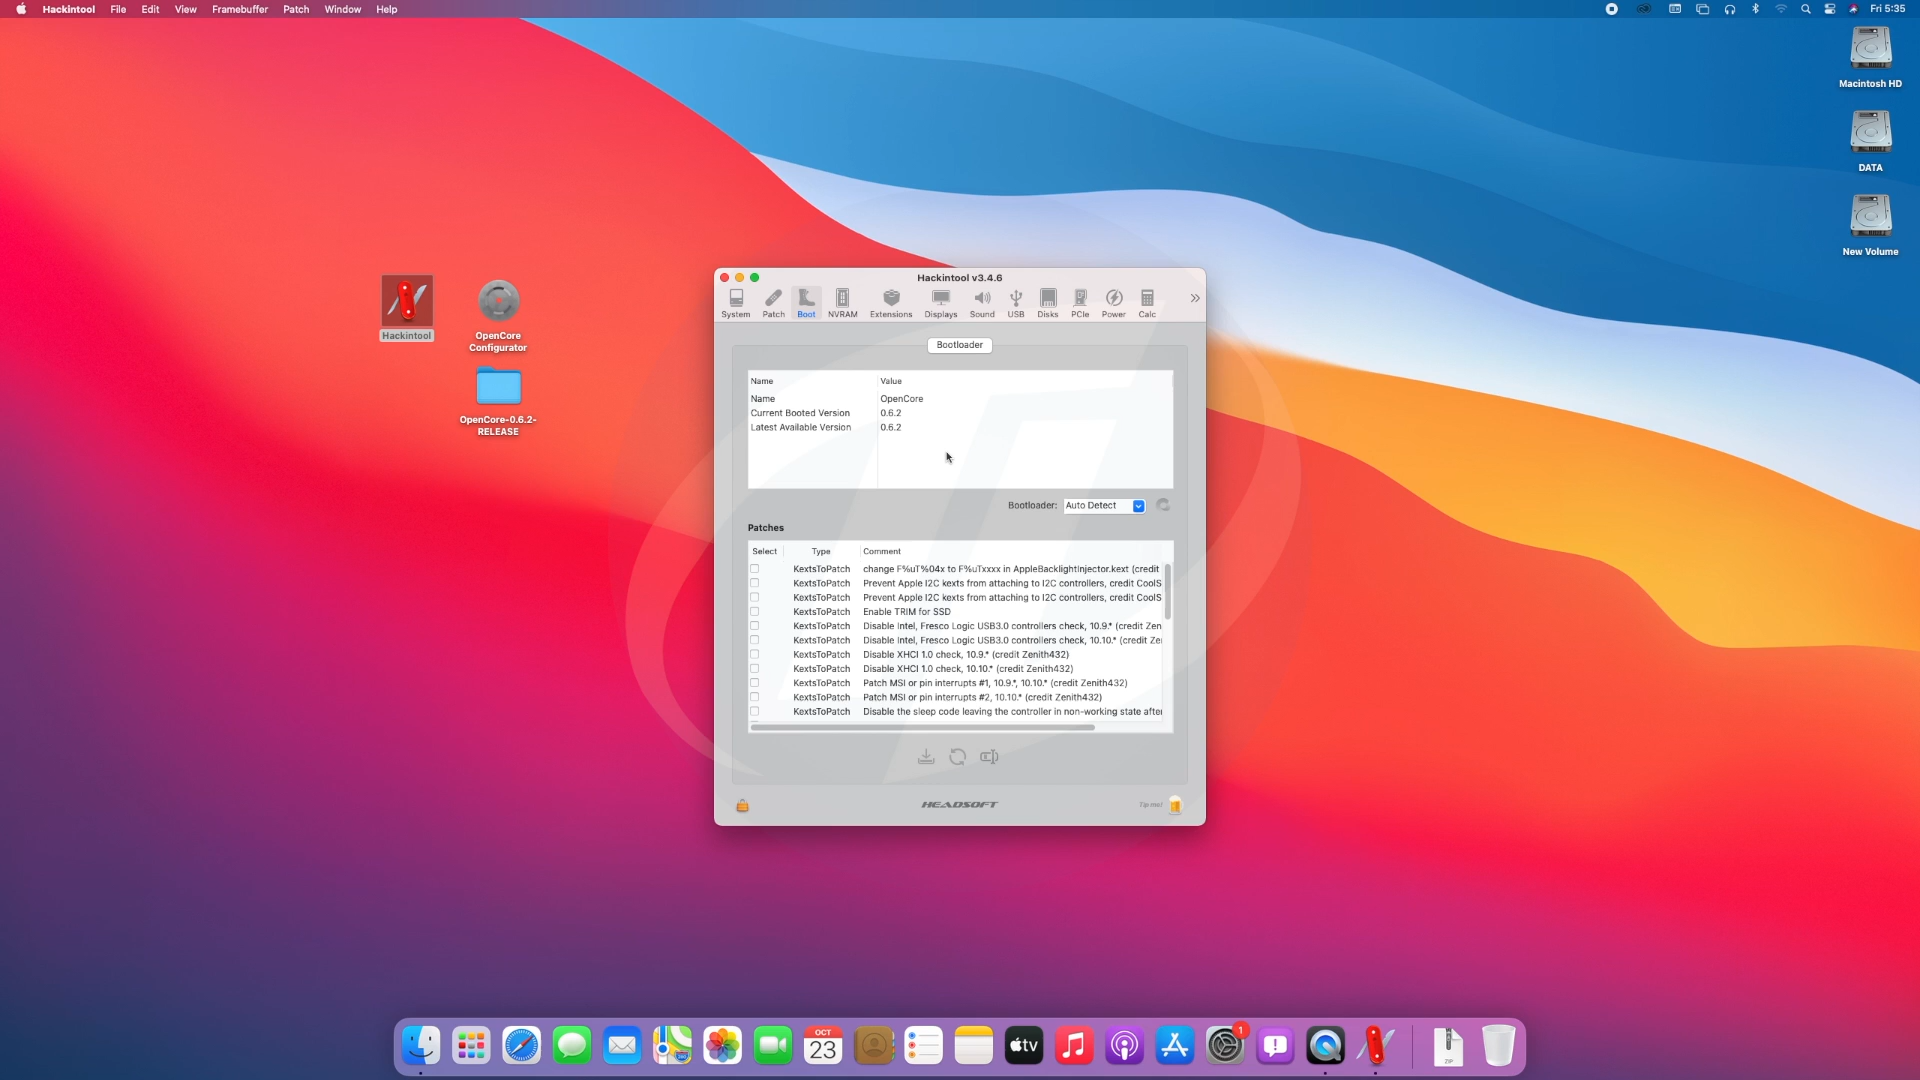 Hackintool File Edit View Framebuffer Patch Window Help Fri 5:35
Macintosh HD
DATA
New Volume
Hackintool
OpenCore
Configurator
OpenCore-0.6.2-
RELEASE
Hackintool v3.4.6
System Patch Boot NVRAM Extensions Displays Sound USB Disks PCIe Power Calc
Bootloader
Name Value
Name OpenCore
Current Booted Version 0.6.2
Latest Available Version 0.6.2
Bootloader: Auto Detect
Patches
Select Type Comment
KextsToPatch change F%uT%04x to F%uTxxxx in AppleBacklightInjector.kext (credit
KextsToPatch Prevent Apple I2C kexts from attaching to I2C controllers, credit CoolS
KextsToPatch Prevent Apple I2C kexts from attaching to I2C controllers, credit CoolS
KextsToPatch Enable TRIM for SSD
KextsToPatch Disable Intel, Fresco Logic USB3.0 controllers check, 10.9.* (credit Zen
KextsToPatch Disable Intel, Fresco Logic USB3.0 controllers check, 10.10.* (credit Ze
KextsToPatch Disable XHCI 1.0 check, 10.9.* (credit Zenith432)
KextsToPatch Disable XHCI 1.0 check, 10.10.* (credit Zenith432)
KextsToPatch Patch MSI or pin interrupts #1, 10.9.*, 10.10.* (credit Zenith432)
KextsToPatch Patch MSI or pin interrupts #2, 10.10.* (credit Zenith432)
KextsToPatch Disable the sleep code leaving the controller in non-working state afte
HEADSOFT
Tip me!
OCT
23
tv
1
ZIP